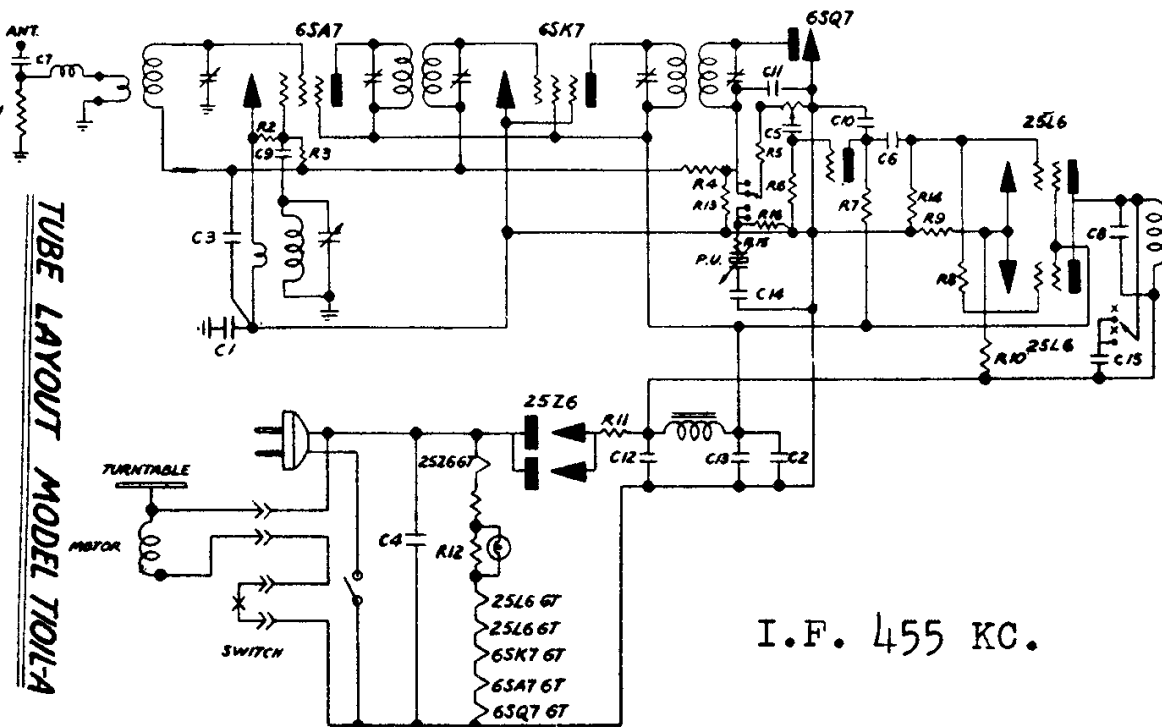 ANT.
C7
6SA7
6SK7
6SQ7
25L6
C11
C5
C10
C6
R2
C9
R3
R5
R4
R6
R13
R7
R14
R9
R16
R15
P.U.
C14
R8
C8
C3
C1
25L6
R10
C15
25Z6
R11
C12
C13
C2
25Z6GT
TURNTABLE
MOTOR
C4
R12
25L6 GT
25L6 GT
6SK7 GT
6SA7 GT
6SQ7 GT
SWITCH
I.F. 455 KC.
TUBE LAYOUT MODEL T101L-A